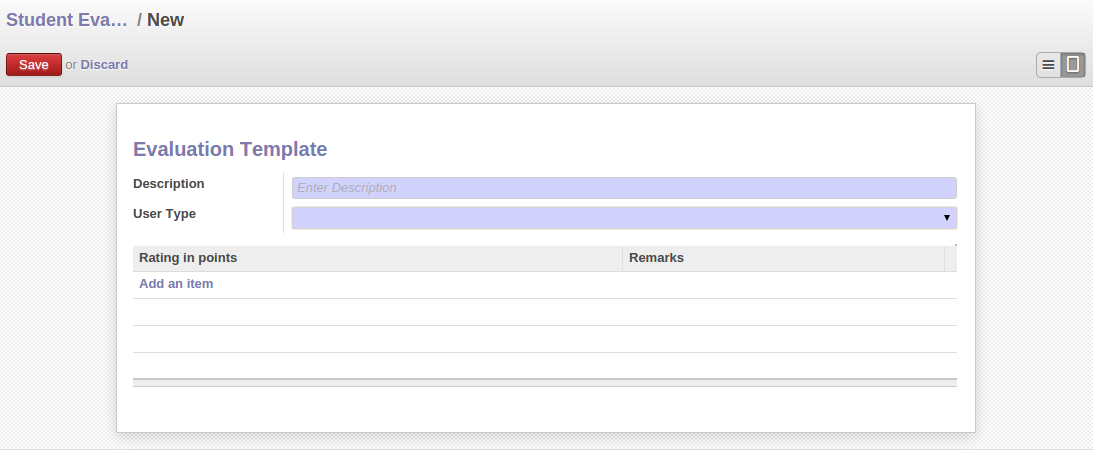 Student Eva... / New
Save or Discard
Evaluation Template
Description Enter Description
User Type
Rating in points Remarks
Add an item